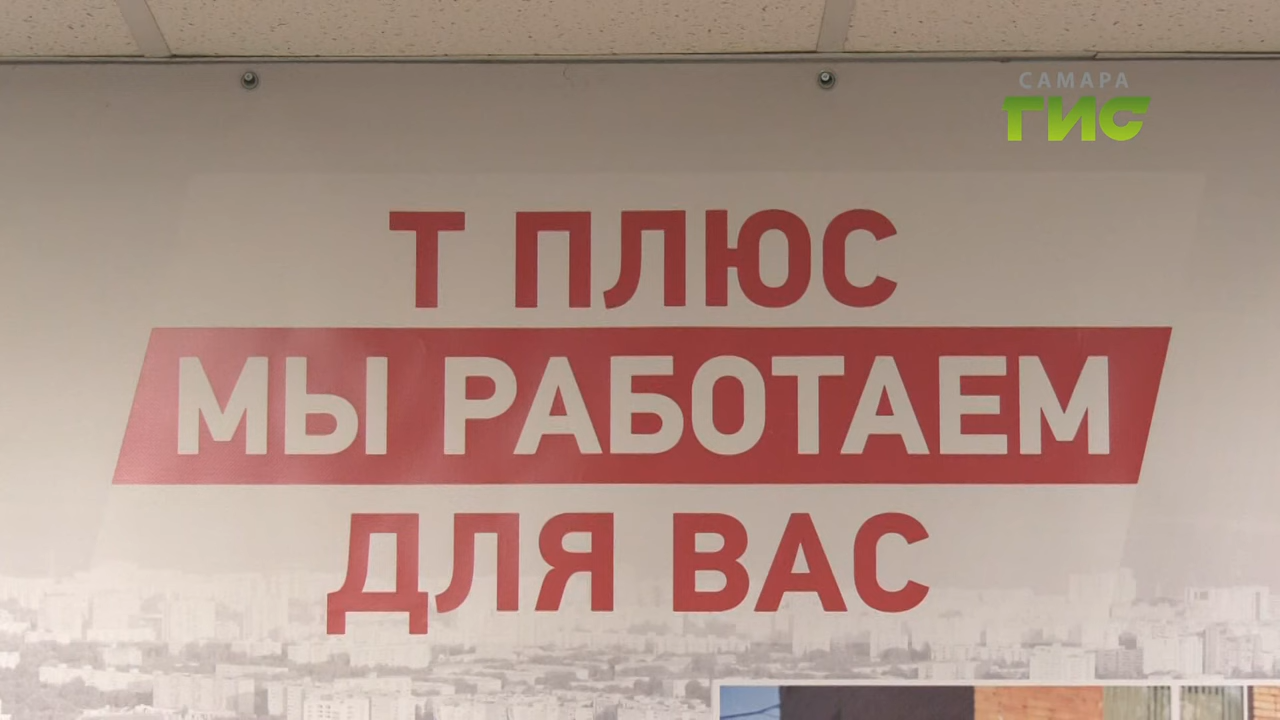 САМАРА
ГИС
Т ПЛЮС
МЫ РАБОТАЕМ
ДЛЯ ВАС